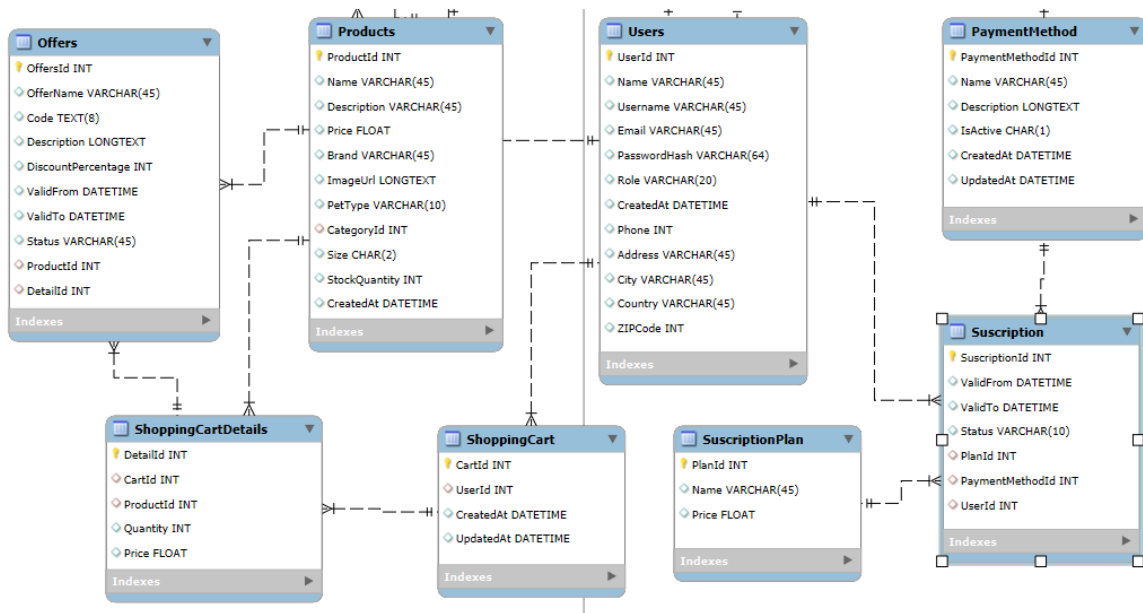 Offers
OffersId INT
OfferName VARCHAR(45)
Code TEXT(8)
Description LONGTEXT
DiscountPercentage INT
ValidFrom DATETIME
ValidTo DATETIME
Status VARCHAR(45)
ProductId INT
DetailId INT
Indexes
Products
ProductId INT
Name VARCHAR(45)
Description VARCHAR(45)
Price FLOAT
Brand VARCHAR(45)
ImageUrl LONGTEXT
PetType VARCHAR(10)
CategoryId INT
Size CHAR(2)
StockQuantity INT
CreatedAt DATETIME
Indexes
Users
UserId INT
Name VARCHAR(45)
Username VARCHAR(45)
Email VARCHAR(45)
PasswordHash VARCHAR(64)
Role VARCHAR(20)
CreatedAt DATETIME
Phone INT
Address VARCHAR(45)
City VARCHAR(45)
Country VARCHAR(45)
ZIPCode INT
Indexes
PaymentMethod
PaymentMethodId INT
Name VARCHAR(45)
Description LONGTEXT
IsActive CHAR(1)
CreatedAt DATETIME
UpdatedAt DATETIME
Indexes
ShoppingCartDetails
DetailId INT
CartId INT
ProductId INT
Quantity INT
Price FLOAT
Indexes
ShoppingCart
CartId INT
UserId INT
CreatedAt DATETIME
UpdatedAt DATETIME
Indexes
SuscriptionPlan
PlanId INT
Name VARCHAR(45)
Price FLOAT
Indexes
Suscription
SuscriptionId INT
ValidFrom DATETIME
ValidTo DATETIME
Status VARCHAR(10)
PlanId INT
PaymentMethodId INT
UserId INT
Indexes